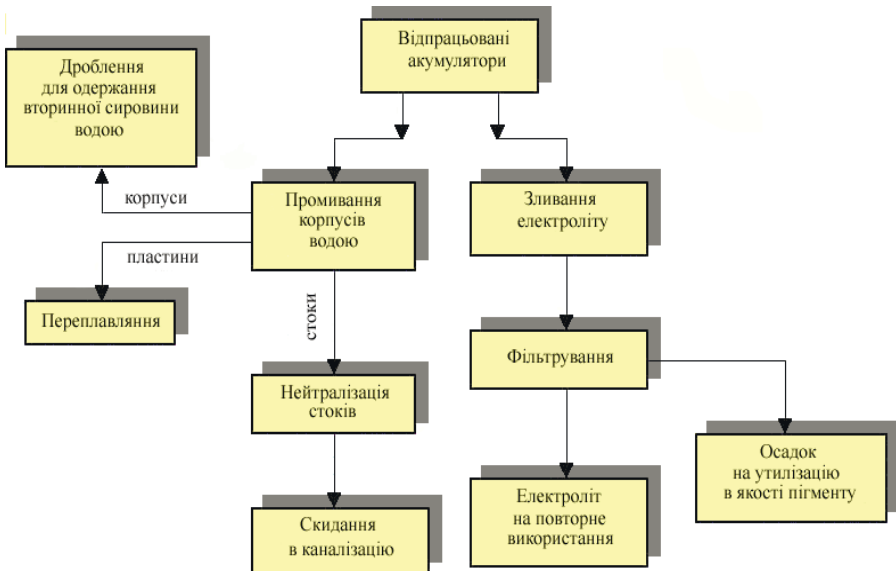 Відпрацьовані
акумулятори
Дроблення
для одержання
вторинної сировини
водою
корпуси
Промивання
корпусів
водою
Зливання
електроліту
пластини
Переплавляння
стоки
Фільтрування
Нейтралізація
стоків
Осадок
на утилізацію
в якості пігменту
Електроліт
на повторне
використання
Скидання
в каналізацію